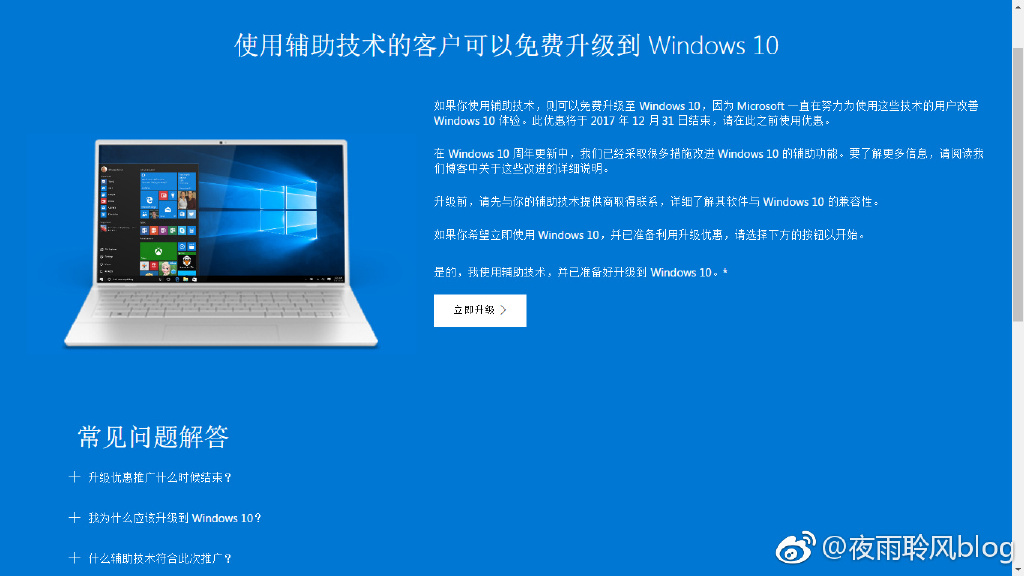 使用辅助技术的客户可以免费升级到 Windows 10
如果你使用辅助技术，则可以免费升级至 Windows 10，因为 Microsoft 一直在努力为使用这些技术的用户改善
Windows 10 体验。此优惠将于 2017 年 12 月 31 日结束，请在此之前使用优惠。
在 Windows 10 周年更新中，我们已经采取很多措施改进 Windows 10 的辅助功能。要了解更多信息，请阅读我
们博客中关于这些改进的详细说明。
升级前，请先与你的辅助技术提供商取得联系，详细了解其软件与 Windows 10 的兼容性。
如果你希望立即使用 Windows 10，并已准备利用升级优惠，请选择下方的按钮以开始。
是的，我使用辅助技术，并已准备好升级到 Windows 10。*
立即升级
常见问题解答
升级优惠推广什么时候结束？
我为什么应该升级到 Windows 10？
什么辅助技术符合此次推广？
@夜雨聆风blog